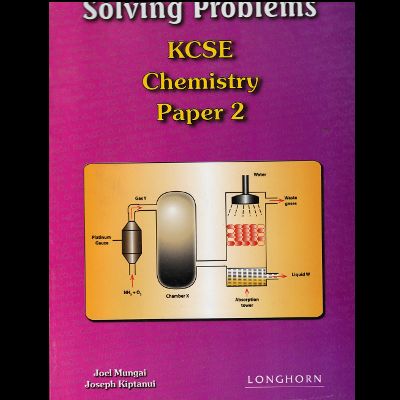 Solving Problems
KCSE
Chemistry
Paper 2
Water
Gas Y
Waste
gases
Platinum
Gauze
Liquid W
NH₃ + O₂
Chamber X
Absorption
tower
Joel Mungai
Joseph Kiptanui
LONGHORN